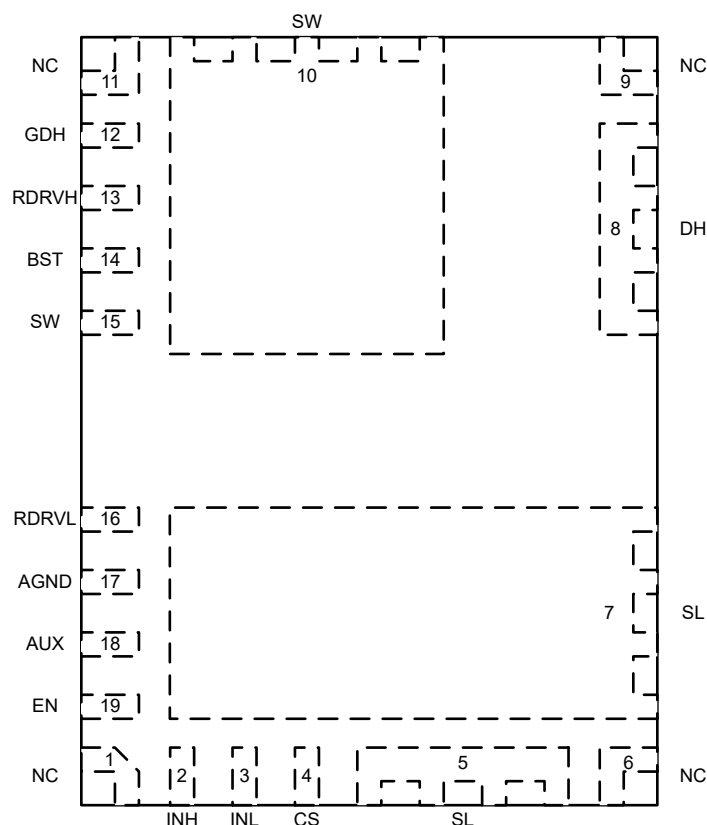 SW
NC 11 10 9 NC
GDH 12
RDRVH 13
8 DH
BST 14
SW 15
RDRVL 16
AGND 17
7 SL
AUX 18
EN 19
NC 1 2 3 4 5 6 NC
INH INL CS SL